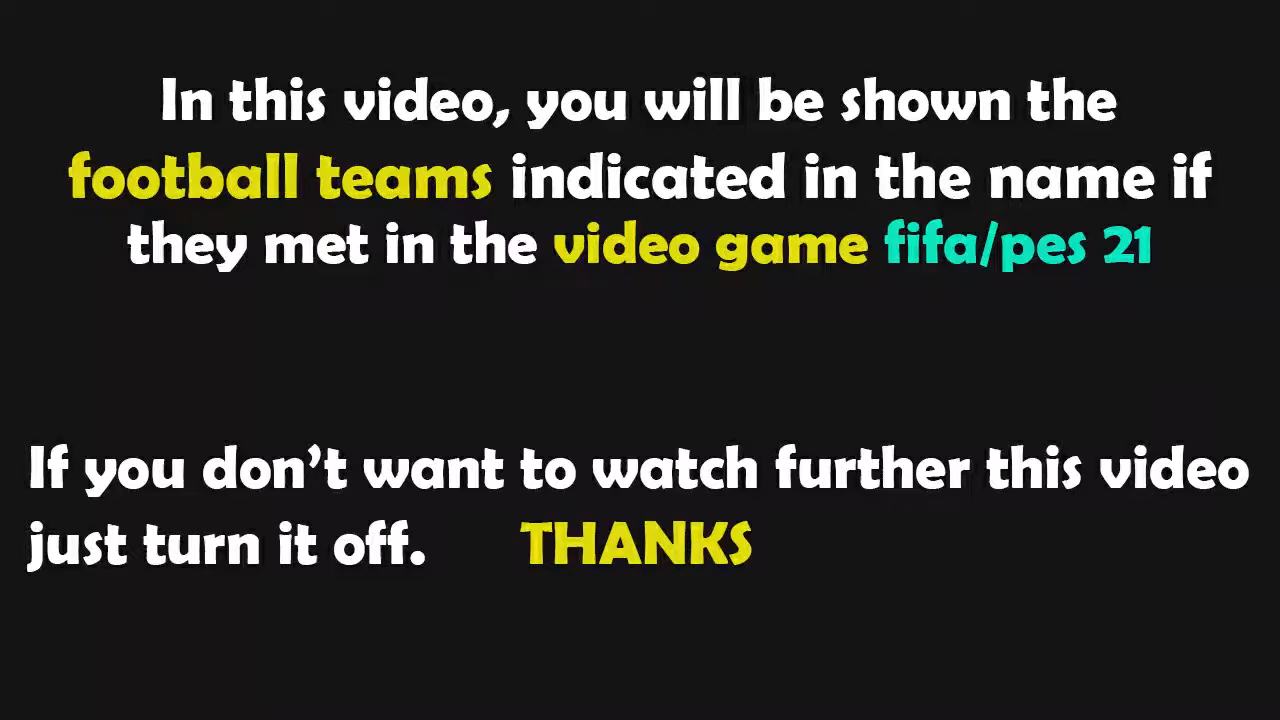 In this video, you will be shown the
football teams indicated in the name if
they met in the video game fifa/pes 21
If you don't want to watch further this video
just turn it off. THANKS